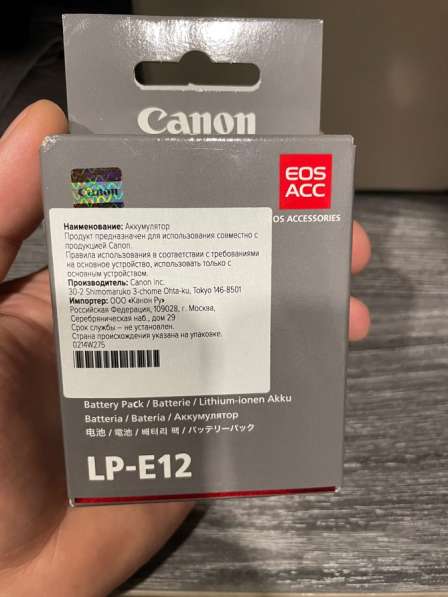 Canon
Canon
EOS
ACC
OS ACCESSORIES
Наименование: Аккумулятор
Продукт предназначен для использования совместно с
продукцией Canon.
Правила использования в соответствии с требованиями
на основное устройство, использовать только с
основным устройством.
Производитель: Canon Inc.
30-2 Shimomaruko 3-chome Ohta-ku, Tokyo 146-8501
Импортер: ООО «Канон Ру»
Российская Федерация, 109028, г. Москва,
Серебряническая наб., дом 29
Срок службы – не установлен.
Страна происхождения указана на упаковке.
0214W275
Battery Pack / Batterie / Lithium-ionen Akku
Batteria / Bateria / Аккумулятор
电池 / 電池 / 배터리 팩 / バッテリーパック
LP-E12